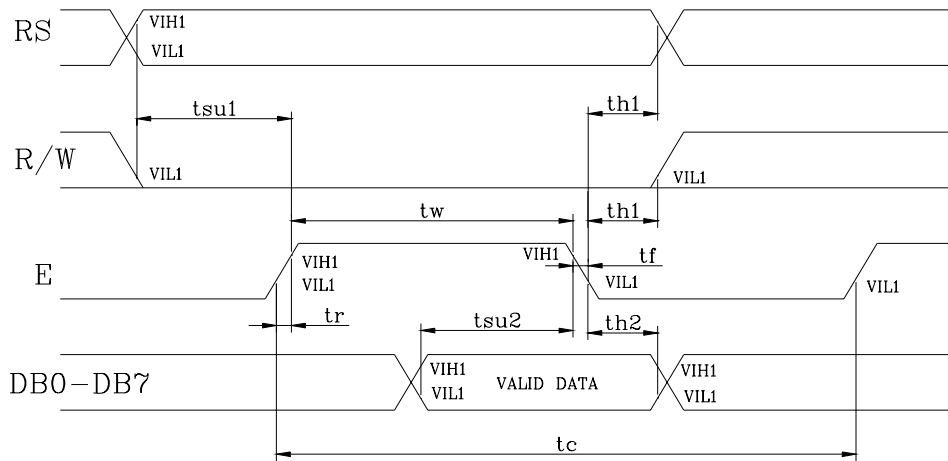 RS
VIH1
VIL1
tsu1
th1
R/W
VIL1
VIL1
tw
th1
E
VIH1
VIL1
VIH1
tf
VIL1
VIL1
tr
tsu2
th2
DB0-DB7
VIH1
VIL1
VALID DATA
VIH1
VIL1
tc